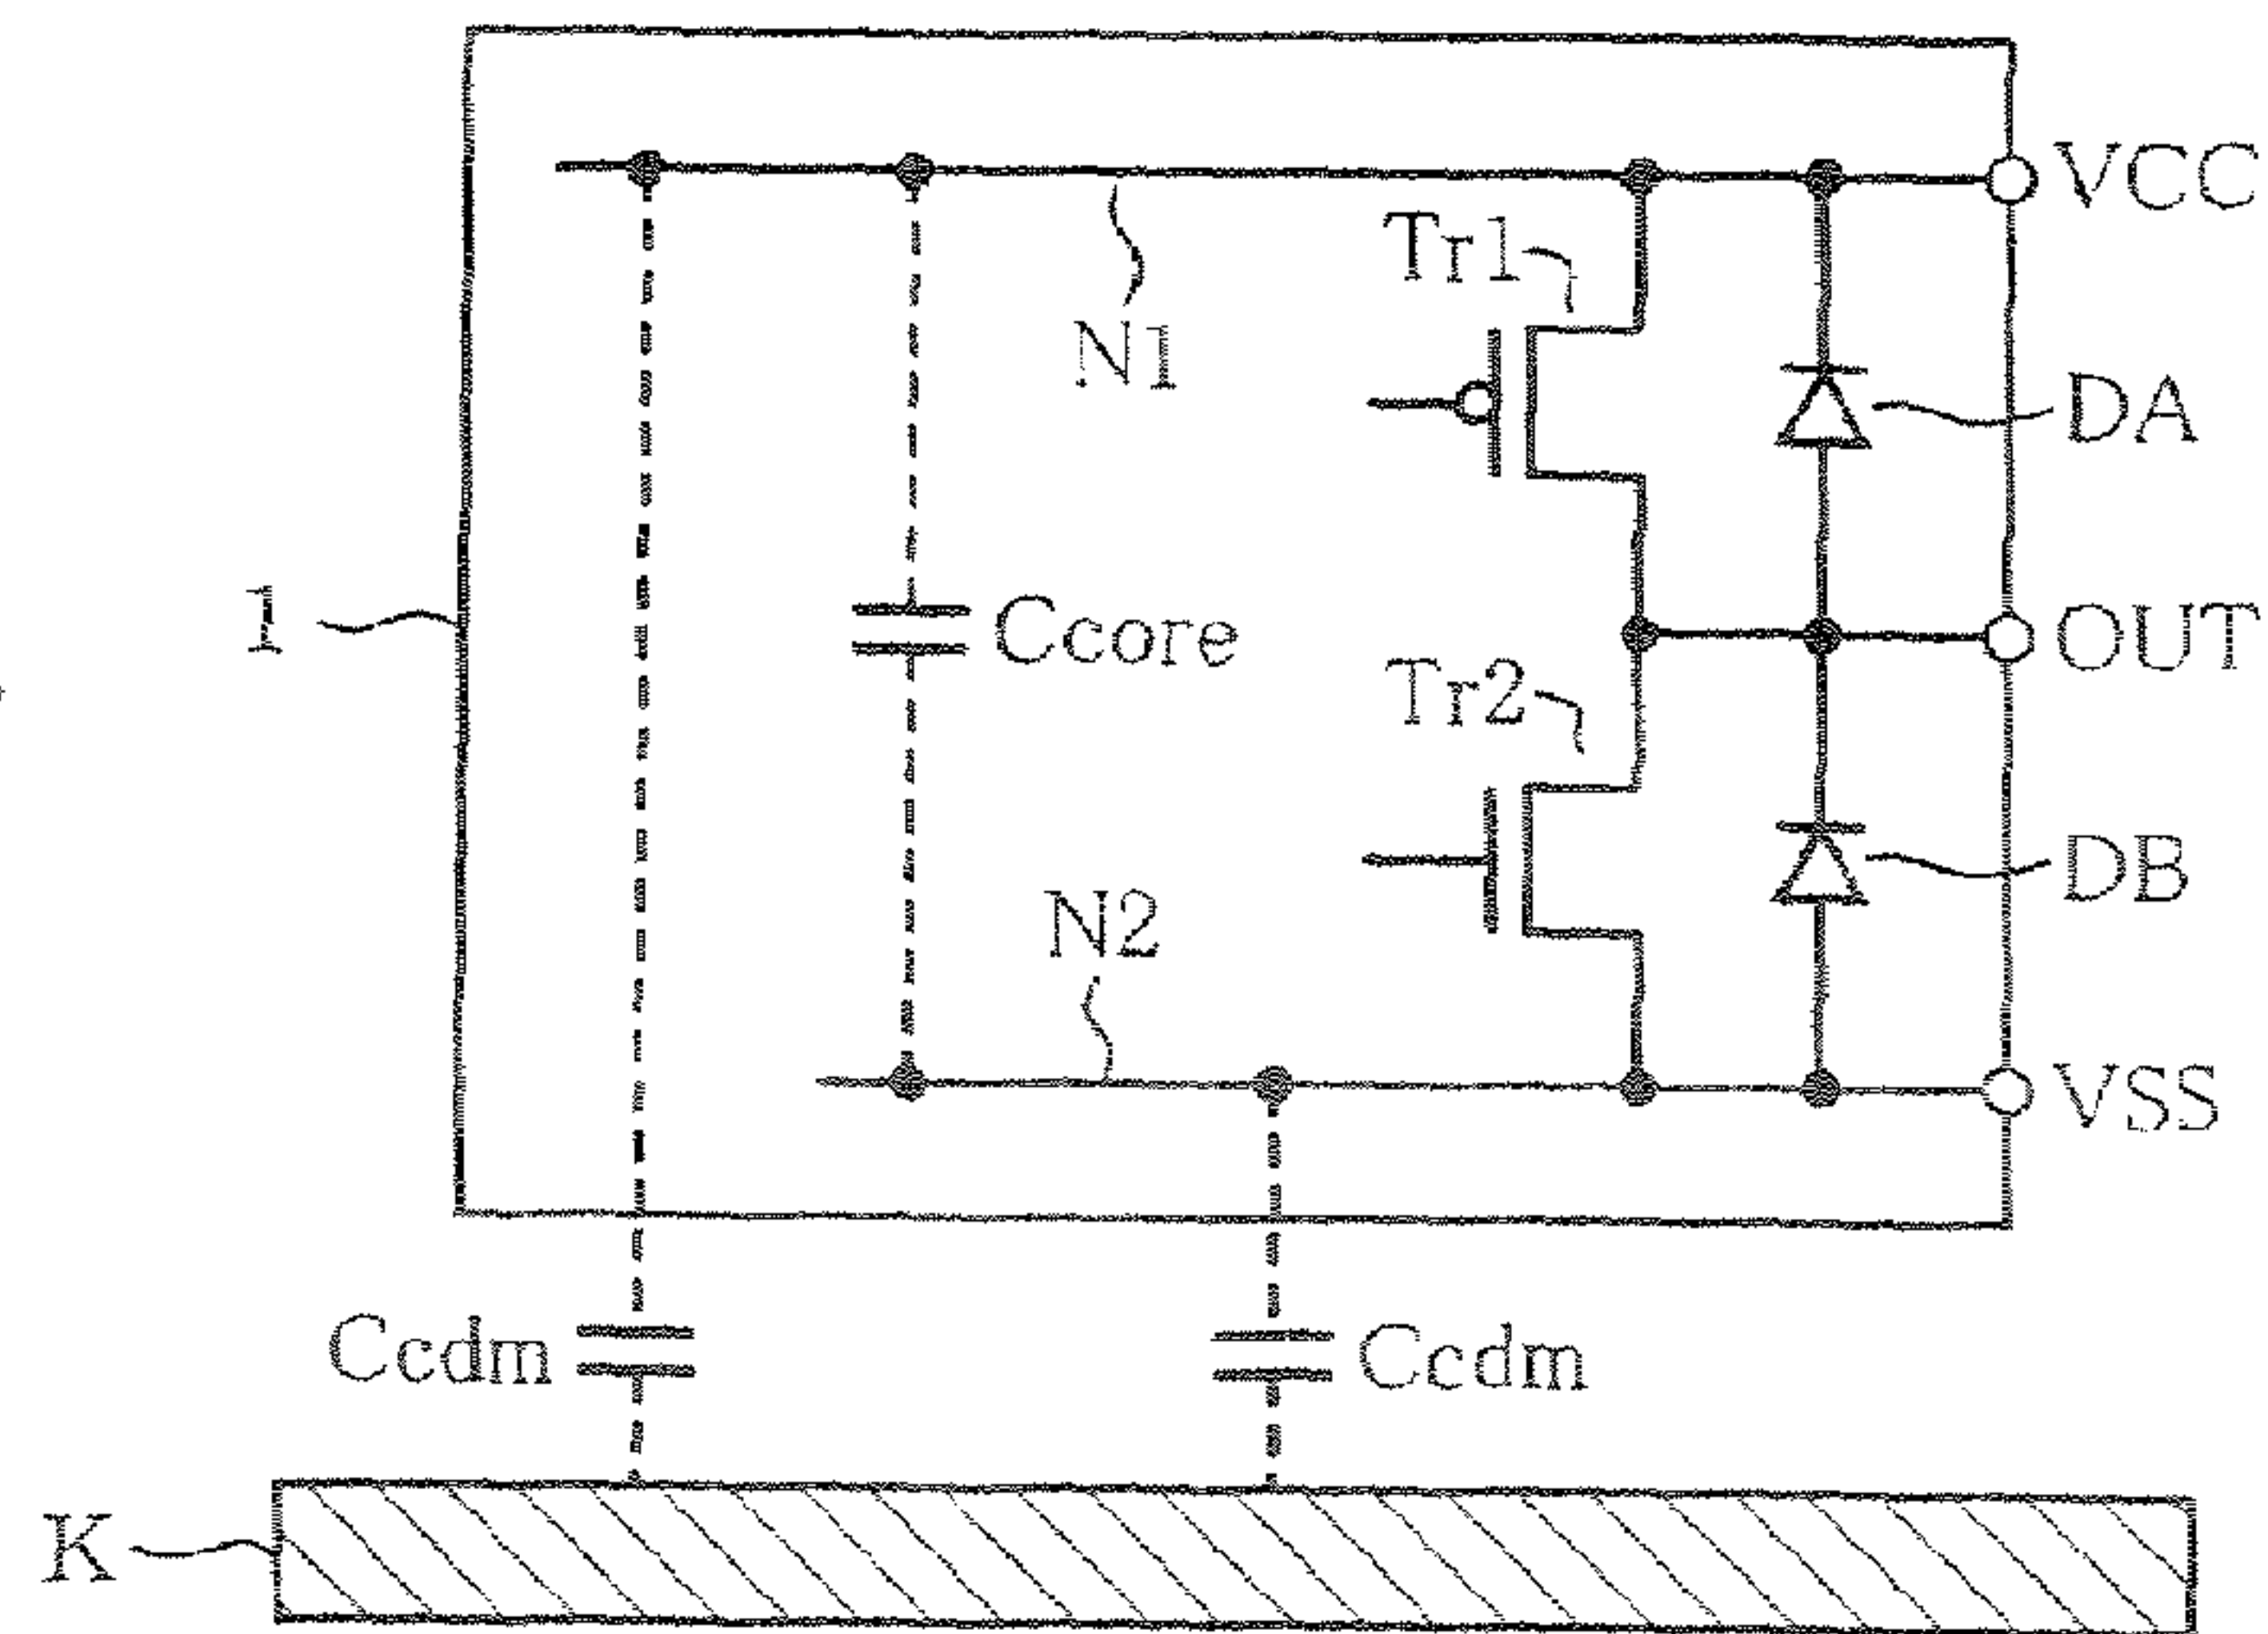 VCC
Tr1
N1
DA
1
Ccore
OUT
Tr2
DB
N2
VSS
Ccdm
Ccdm
K